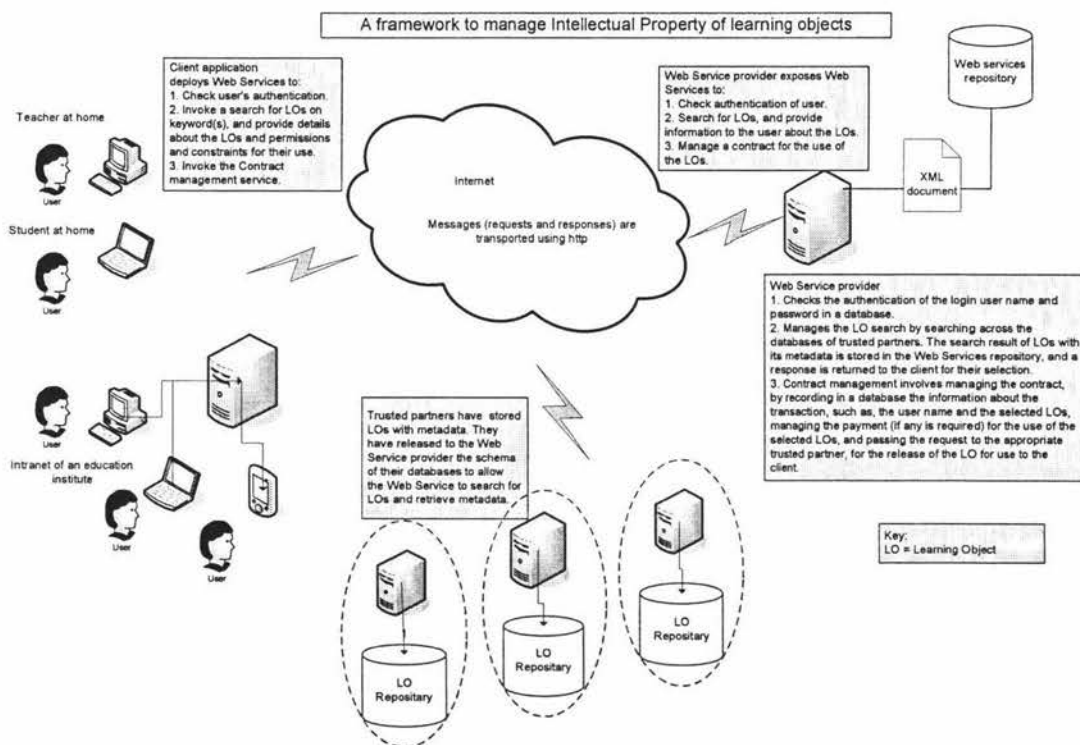 A framework to manage Intellectual Property of learning objects
Client application
deploys Web Services to:
1. Check user's authentication.
2. Invoke a search for LOs on
keyword(s), and provide details
about the LOs and permissions
and constraints for their use.
3. Invoke the Contract
management service.
Web Service provider exposes Web
Services to:
1. Check authentication of user.
2. Search for LOs, and provide
information to the user about the LOs.
3. Manage a contract for the use of
the LOs.
Web services
repository
XML
document
Teacher at home
User
Student at home
User
Internet
Messages (requests and responses) are
transported using http
Web Service provider
1. Checks the authentication of the login user name and
password in a database.
2. Manages the LO search by searching across the
databases of trusted partners. The search result of LOs with
its metadata is stored in the Web Services repository, and a
response is returned to the client for their selection.
3. Contract management involves managing the contract,
by recording in a database the information about the
transaction, such as, the user name and the selected LOs,
managing the payment (if any is required) for the use of the
selected LOs, and passing the request to the appropriate
trusted partner, for the release of the LO for use to the
client.
User
Intranet of an education
institute
User
User
Trusted partners have stored
LOs with metadata. They
have released to the Web
Service provider the schema
of their databases to allow
the Web Service to search for
LOs and retrieve metadata.
Key:
LO = Learning Object
LO
Repositary
LO
Repositary
LO
Repositary